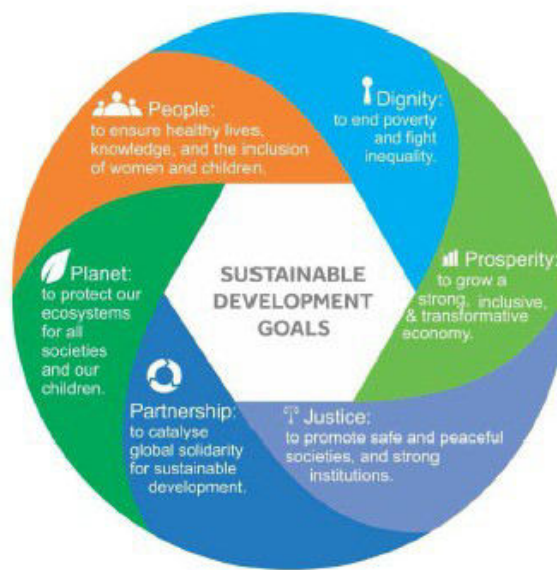 People:
to ensure healthy lives,
knowledge, and the inclusion
of women and children.
Dignity:
to end poverty
and fight
inequality.
Planet:
to protect our
ecosystems
for all
societies
and our
children.
SUSTAINABLE
DEVELOPMENT
GOALS
Prosperity:
to grow a
strong, inclusive,
& transformative
economy.
Partnership:
to catalyse
global solidarity
for sustainable
development.
Justice:
to promote safe and peaceful
societies, and strong
institutions.